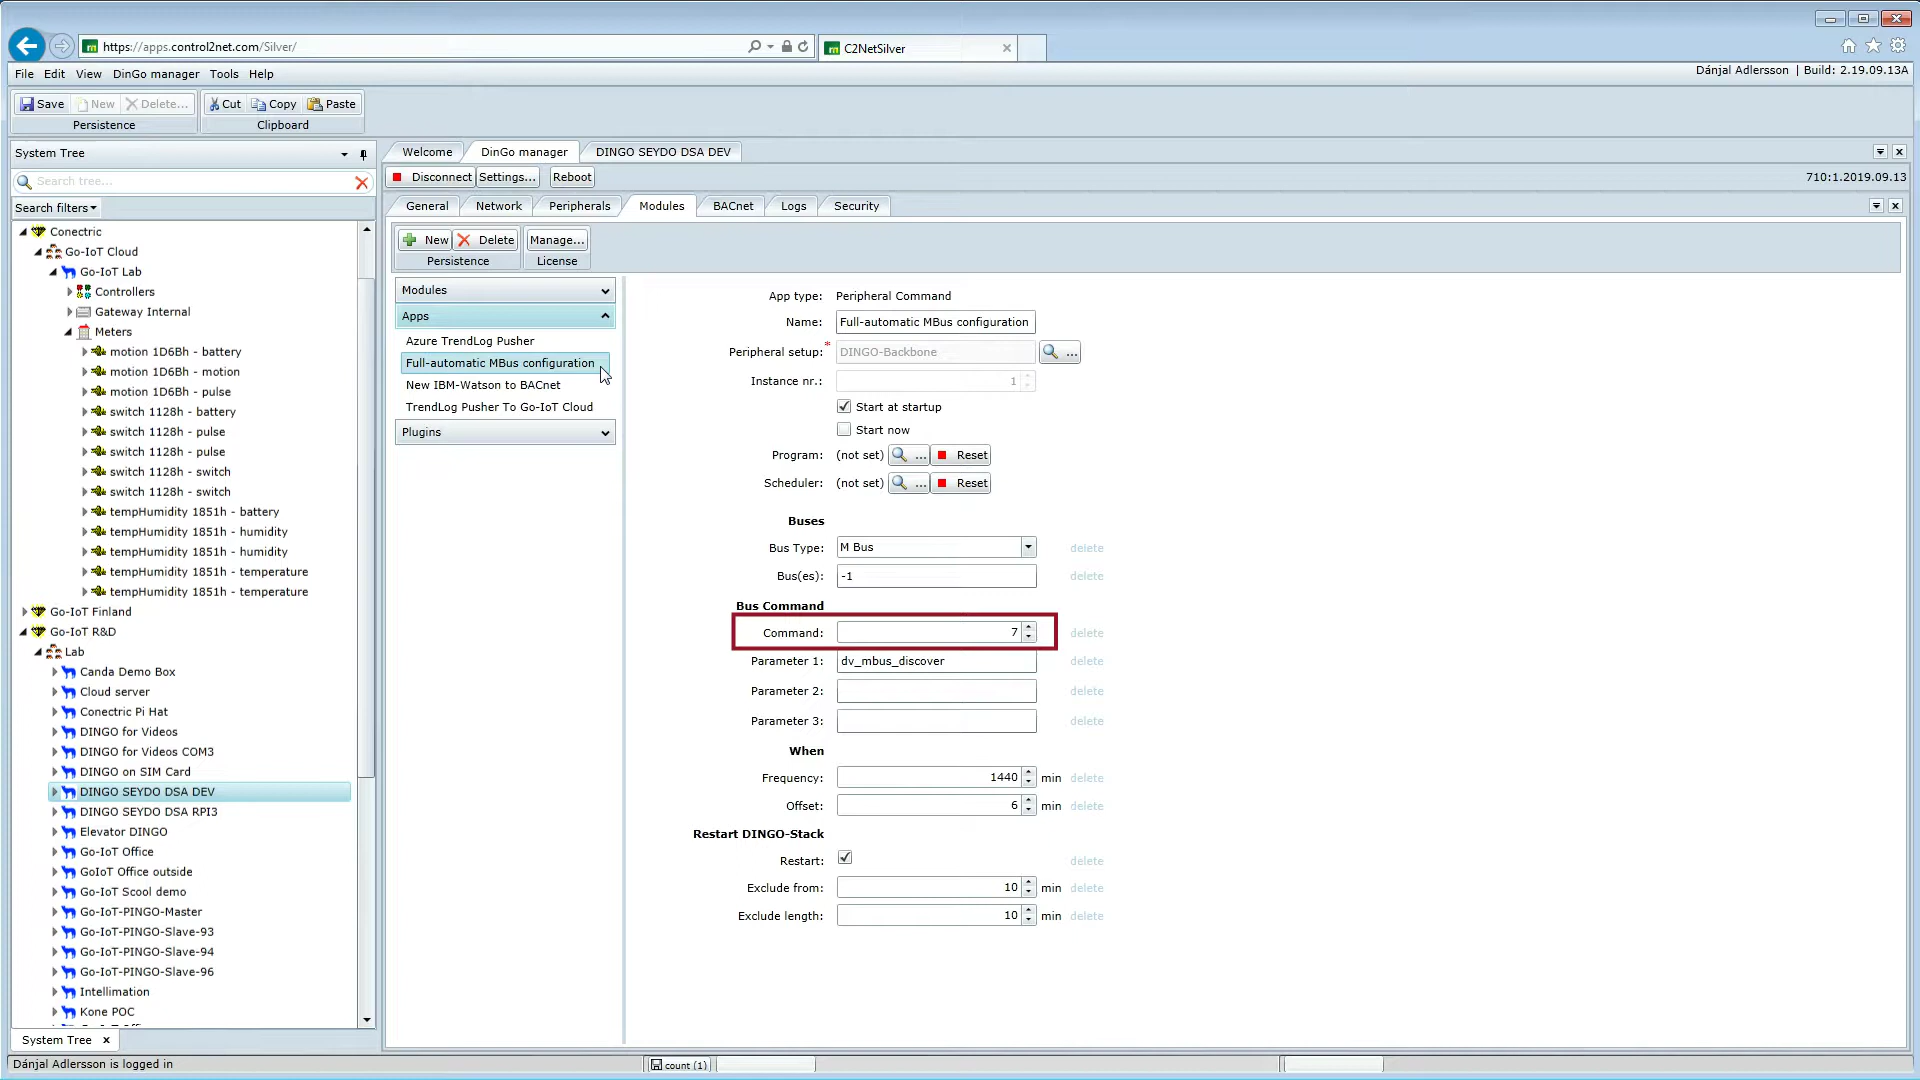 https://apps.control2net.com/Silver/
C2NetSilver
File Edit View DinGo manager Tools Help
Dánjal Adlersson | Build: 2.19.09.13A
Save New Delete... Cut Copy Paste
Persistence Clipboard
System Tree
Welcome DinGo manager DINGO SEYDO DSA DEV
Search tree...
Disconnect Settings... Reboot
710:1.2019.09.13
Search filters
General Network Peripherals Modules BACnet Logs Security
New Delete Manage...
Persistence License
Conectric
Go-IoT Cloud
Go-IoT Lab
Controllers
Gateway Internal
Meters
motion 1D6Bh - battery
motion 1D6Bh - motion
motion 1D6Bh - pulse
switch 1128h - battery
switch 1128h - pulse
switch 1128h - pulse
switch 1128h - switch
switch 1128h - switch
tempHumidity 1851h - battery
tempHumidity 1851h - humidity
tempHumidity 1851h - humidity
tempHumidity 1851h - temperature
tempHumidity 1851h - temperature
Go-IoT Finland
Go-IoT R&D
Lab
Canda Demo Box
Cloud server
Conectric Pi Hat
DINGO for Videos
DINGO for Videos COM3
DINGO on SIM Card
DINGO SEYDO DSA DEV
DINGO SEYDO DSA RPI3
Elevator DINGO
Go-IoT Office
GoIoT Office outside
Go-IoT Scool demo
Go-IoT-PINGO-Master
Go-IoT-PINGO-Slave-93
Go-IoT-PINGO-Slave-94
Go-IoT-PINGO-Slave-96
Intellimation
Kone POC
Modules
Apps
Azure TrendLog Pusher
Full-automatic MBus configuration
New IBM-Watson to BACnet
TrendLog Pusher To Go-IoT Cloud
Plugins
App type: Peripheral Command
Name: Full-automatic MBus configuration
Peripheral setup:* DINGO-Backbone ...
Instance nr.: 1
Start at startup
Start now
Program: (not set) ... Reset
Scheduler: (not set) ... Reset
Buses
Bus Type: M Bus delete
Bus(es): -1 delete
Bus Command
Command: 7 delete
Parameter 1: dv_mbus_discover delete
Parameter 2: delete
Parameter 3: delete
When
Frequency: 1440 min delete
Offset: 6 min delete
Restart DINGO-Stack
Restart: delete
Exclude from: 10 min delete
Exclude length: 10 min delete
System Tree x
Dánjal Adlersson is logged in
count (1)